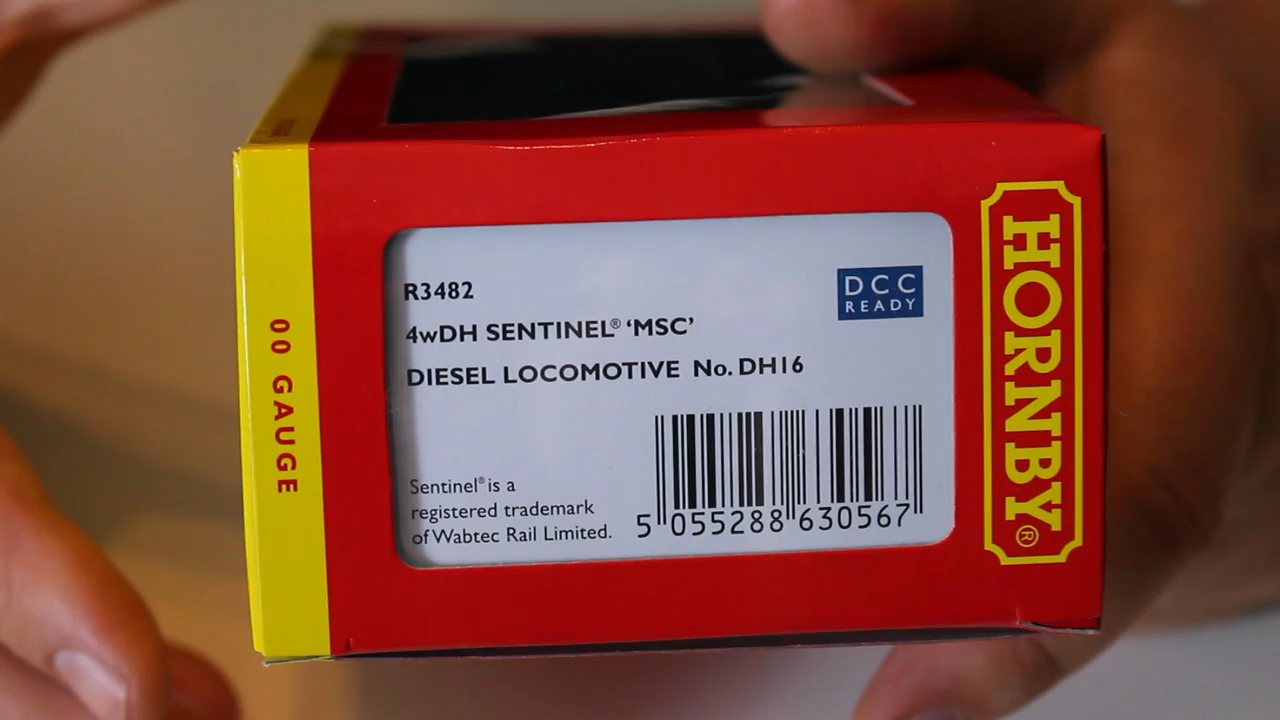 00 GAUGE
R3482
4wDH SENTINEL® ‘MSC’
DIESEL LOCOMOTIVE No. DH16
DCC
READY
Sentinel® is a
registered trademark
of Wabtec Rail Limited.
5 055288 630567
HORNBY®